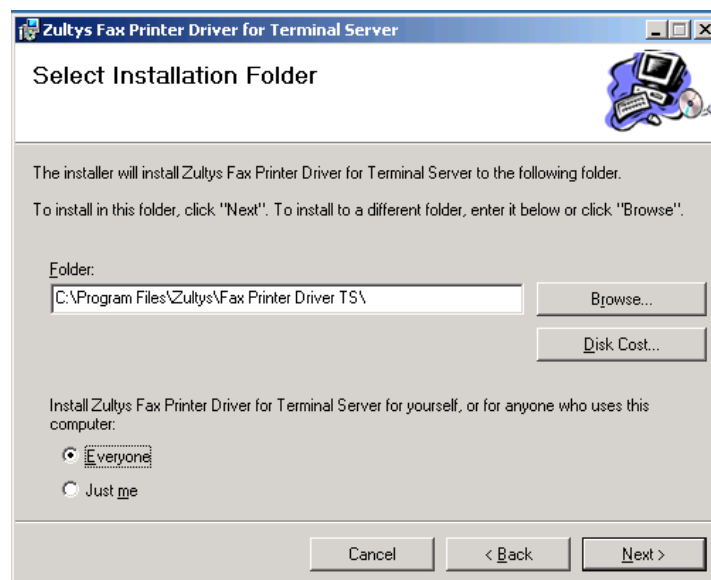 Zultys Fax Printer Driver for Terminal Server
Select Installation Folder
The installer will install Zultys Fax Printer Driver for Terminal Server to the following folder.
To install in this folder, click "Next". To install to a different folder, enter it below or click "Browse".
Folder:
C:\Program Files\Zultys\Fax Printer Driver TS\
Browse...
Disk Cost...
Install Zultys Fax Printer Driver for Terminal Server for yourself, or for anyone who uses this
computer:
Everyone
Just me
Cancel
< Back
Next >